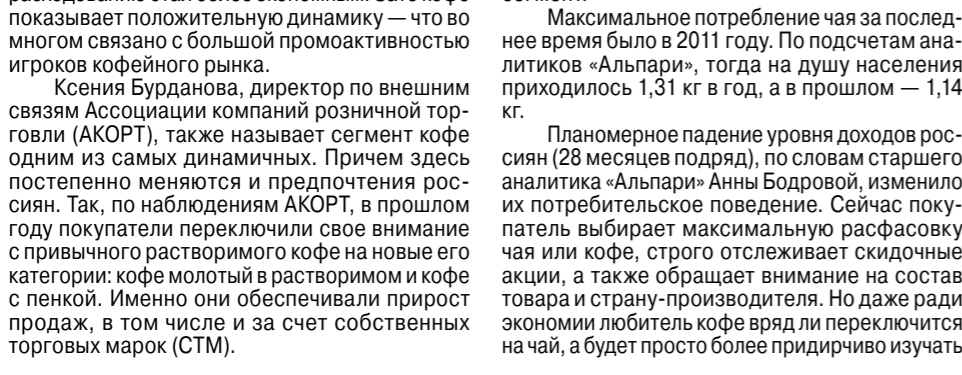 показывает положительную динамику — что во
многом связано с большой промоактивностью
игроков кофейного рынка.
Ксения Бурданова, директор по внешним
связям Ассоциации компаний розничной тор-
говли (АКОРТ), также называет сегмент кофе
одним из самых динамичных. Причем здесь
постепенно меняются и предпочтения рос-
сиян. Так, по наблюдениям АКОРТ, в прошлом
году покупатели переключили свое внимание
с привычного растворимого кофе на новые его
категории: кофе молотый в растворимом и кофе
с пенкой. Именно они обеспечивали прирост
продаж, в том числе и за счет собственных
торговых марок (СТМ).
Максимальное потребление чая за послед-
нее время было в 2011 году. По подсчетам ана-
литиков «Альпари», тогда на душу населения
приходилось 1,31 кг в год, а в прошлом — 1,14
кг.
Планомерное падение уровня доходов рос-
сиян (28 месяцев подряд), по словам старшего
аналитика «Альпари» Анны Бодровой, изменило
их потребительское поведение. Сейчас поку-
патель выбирает максимальную расфасовку
чая или кофе, строго отслеживает скидочные
акции, а также обращает внимание на состав
товара и страну-производителя. Но даже ради
экономии любитель кофе вряд ли переключится
на чай, а будет просто более придирчиво изучать